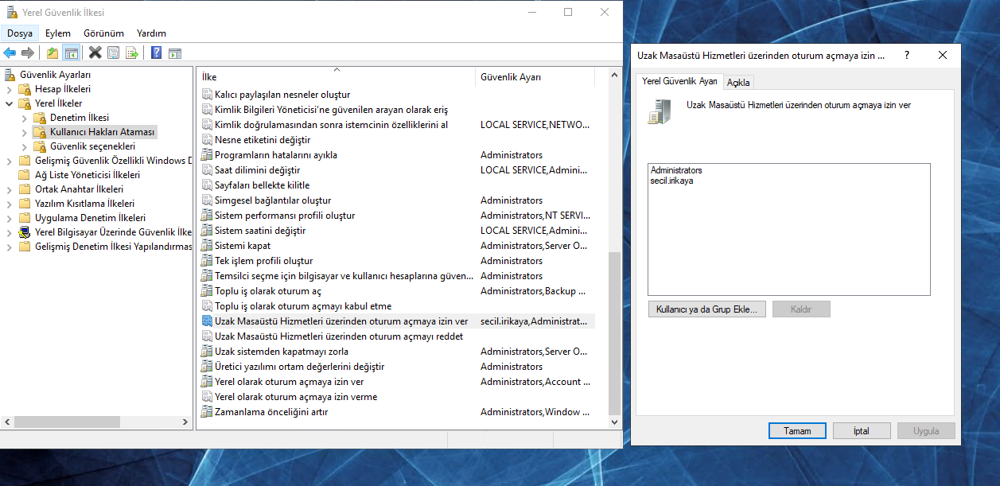 Yerel Güvenlik İlkesi
Dosya Eylem Görünüm Yardım
Güvenlik Ayarları
Hesap İlkeleri
Yerel İlkeler
Denetim İlkesi
Kullanıcı Hakları Ataması
Güvenlik seçenekleri
Gelişmiş Güvenlik Özellikli Windows D
Ağ Liste Yöneticisi İlkeleri
Ortak Anahtar İlkeleri
Yazılım Kısıtlama İlkeleri
Uygulama Denetim İlkeleri
Yerel Bilgisayar Üzerinde Güvenlik İlke
Gelişmiş Denetim İlkesi Yapılandırmas
İlke Güvenlik Ayarı
Kalıcı paylaşılan nesneler oluştur
Kimlik Bilgileri Yöneticisi'ne güvenilen arayan olarak eriş
Kimlik doğrulamasından sonra istemcinin özelliklerini al LOCAL SERVICE,NETWO...
Nesne etiketini değiştir
Programların hatalarını ayıkla Administrators
Saat dilimini değiştir LOCAL SERVICE,Admini...
Sayfaları bellekte kilitle
Simgesel bağlantılar oluştur Administrators
Sistem performansı profili oluştur Administrators,NT SERVI...
Sistem saatini değiştir LOCAL SERVICE,Admini...
Sistemi kapat Administrators,Server O...
Tek işlem profili oluştur Administrators
Temsilci seçme için bilgisayar ve kullanıcı hesaplarına güven... Administrators
Toplu iş olarak oturum aç Administrators,Backup ...
Toplu iş olarak oturum açmayı kabul etme
Uzak Masaüstü Hizmetleri üzerinden oturum açmaya izin ver secil.irikaya,Administrat...
Uzak Masaüstü Hizmetleri üzerinden oturum açmayı reddet
Uzak sistemden kapatmayı zorla Administrators,Server O...
Üretici yazılımı ortam değerlerini değiştir Administrators
Yerel olarak oturum açmaya izin ver Administrators,Account ...
Yerel olarak oturum açmaya izin verme
Zamanlama önceliğini artır Administrators,Window ...
Uzak Masaüstü Hizmetleri üzerinden oturum açmaya izin ... ?
Yerel Güvenlik Ayarı Açıkla
Uzak Masaüstü Hizmetleri üzerinden oturum açmaya izin ver
Administrators
secil.irikaya
Kullanıcı ya da Grup Ekle... Kaldır
Tamam İptal Uygula